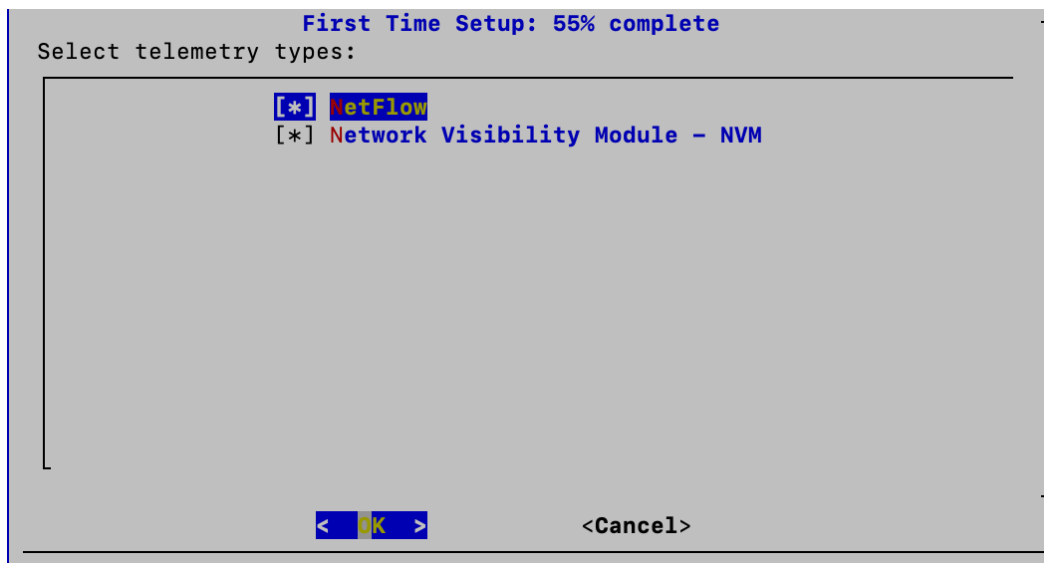 First Time Setup: 55% complete
Select telemetry types:
[*] NetFlow
[*] Network Visibility Module – NVM
< OK > <Cancel>